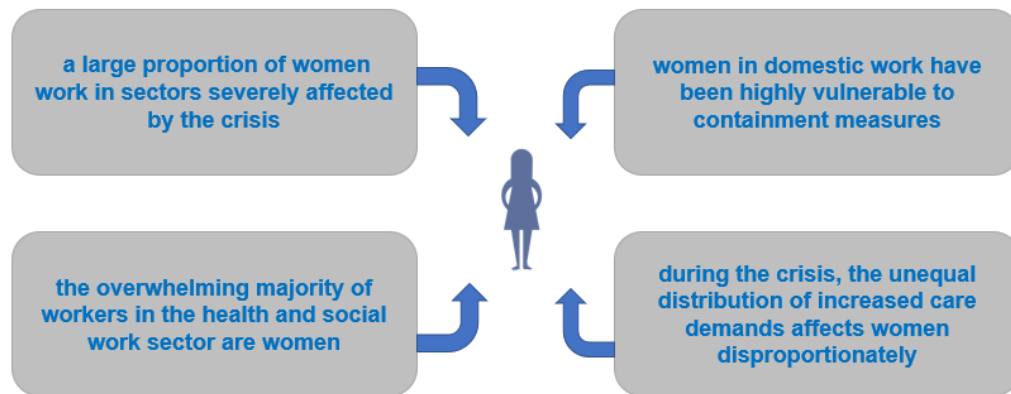 a large proportion of women
work in sectors severely affected
by the crisis
women in domestic work have
been highly vulnerable to
containment measures
the overwhelming majority of
workers in the health and social
work sector are women
during the crisis, the unequal
distribution of increased care
demands affects women
disproportionately